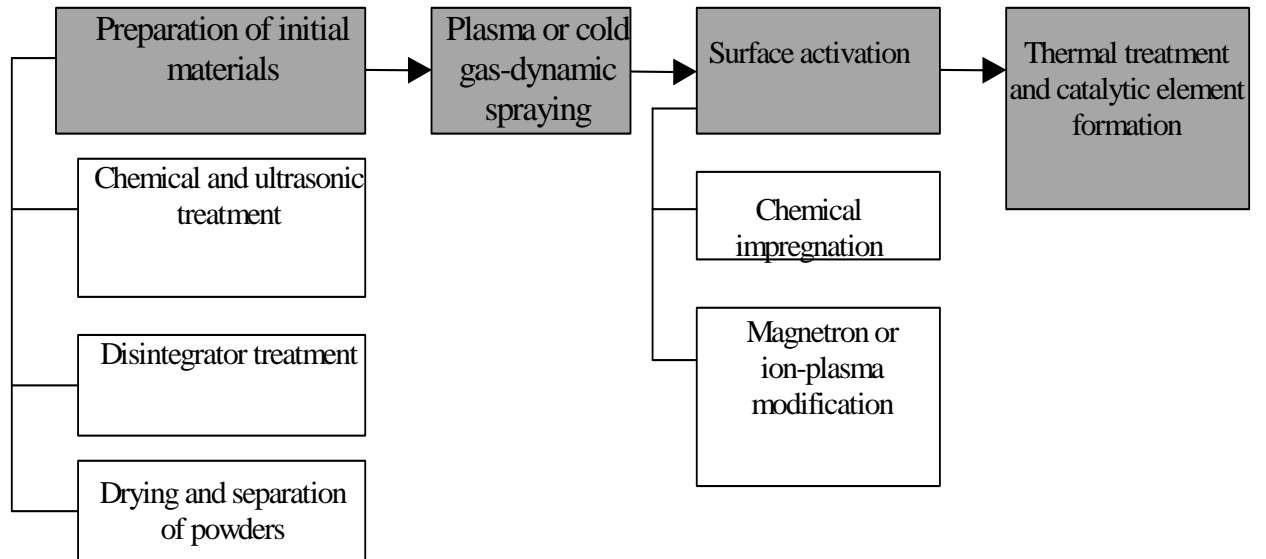 Preparation of initial
materials
Plasma or cold
gas-dynamic
spraying
Surface activation
Thermal treatment
and catalytic element
formation
Chemical and ultrasonic
treatment
Disintegrator treatment
Drying and separation
of powders
Chemical
impregnation
Magnetron or
ion-plasma
modification